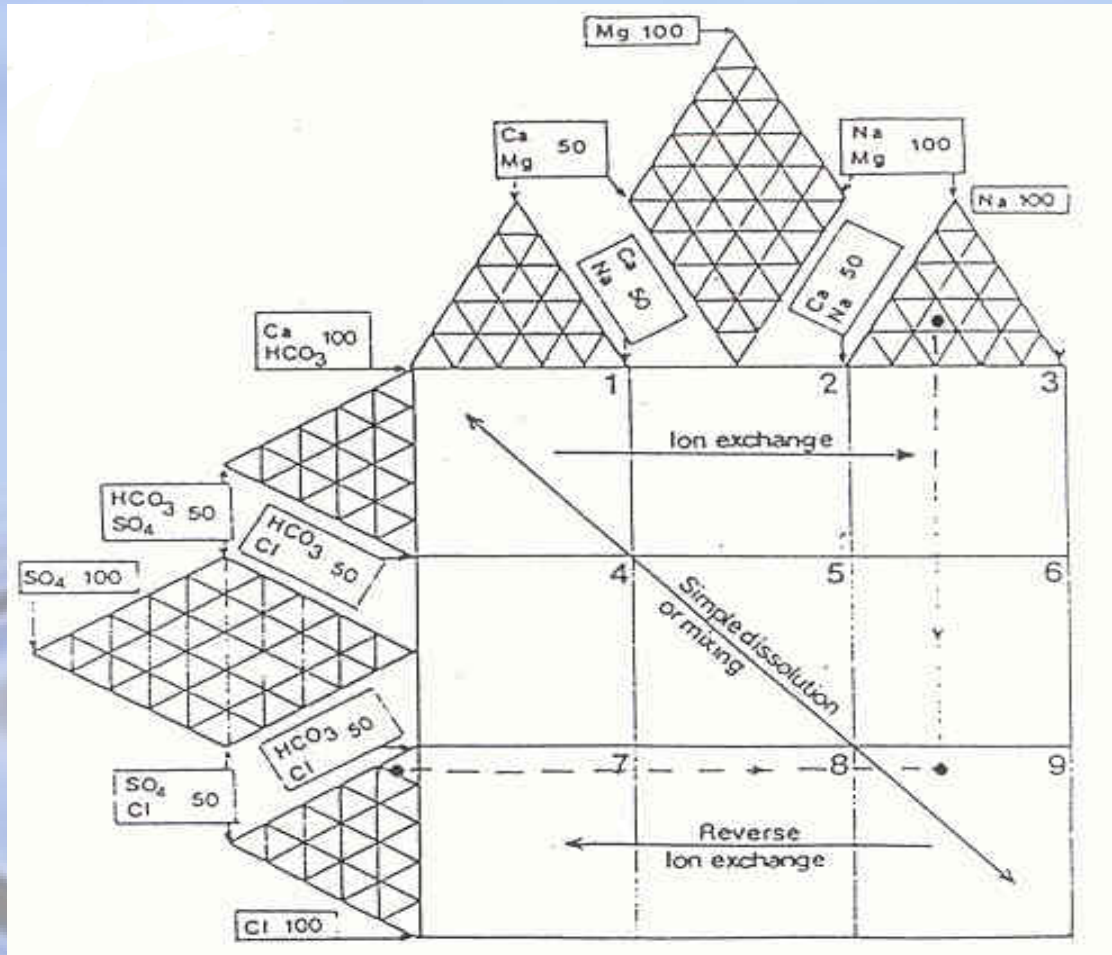 Mg 100
Ca
Mg 50
Na
Mg 100
Na 100
Ca
Na 50
Ca 50
Na
Ca 100
HCO3
1
2
3
Ion exchange
HCO3 50
SO4
HCO3 50
Cl
SO4 100
4
5
6
Simple dissolution
or mixing
HCO3 50
Cl
SO4 50
Cl
7
8
9
Reverse
Ion exchange
Cl 100